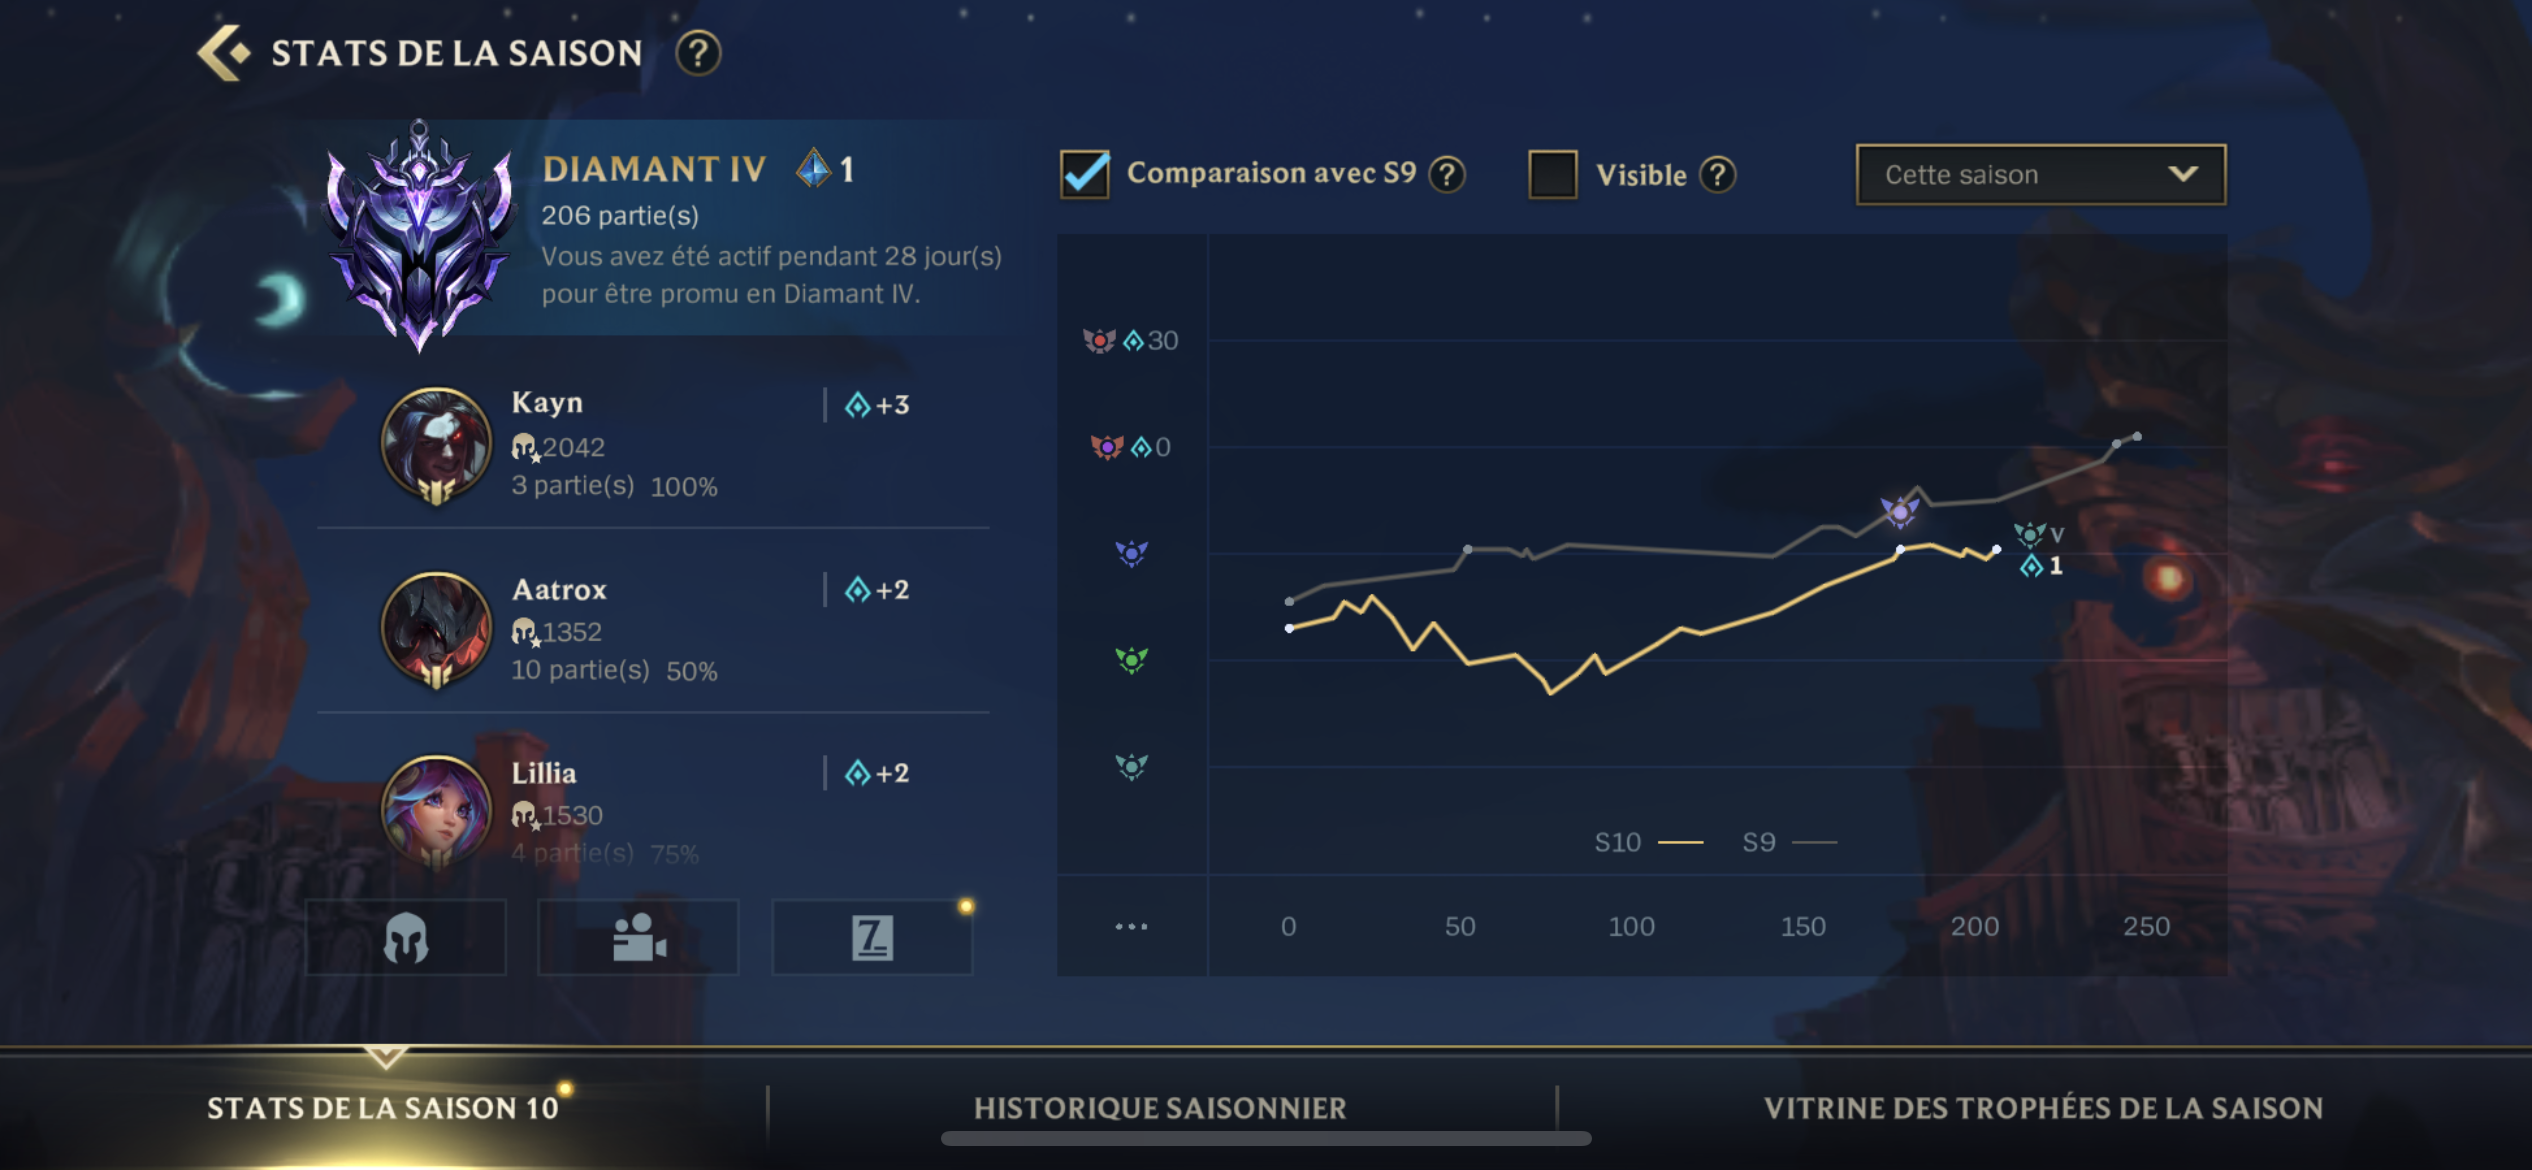 STATS DE LA SAISON ?
DIAMANT IV 1
206 partie(s)
Vous avez été actif pendant 28 jour(s)
pour être promu en Diamant IV.
Kayn +3
2042
3 partie(s) 100%
Aatrox +2
1352
10 partie(s) 50%
Lillia +2
1530
4 partie(s) 75%
7
Comparaison avec S9 ? Visible ? Cette saison
30
0
V
1
S10 S9
... 0 50 100 150 200 250
STATS DE LA SAISON 10 HISTORIQUE SAISONNIER VITRINE DES TROPHÉES DE LA SAISON